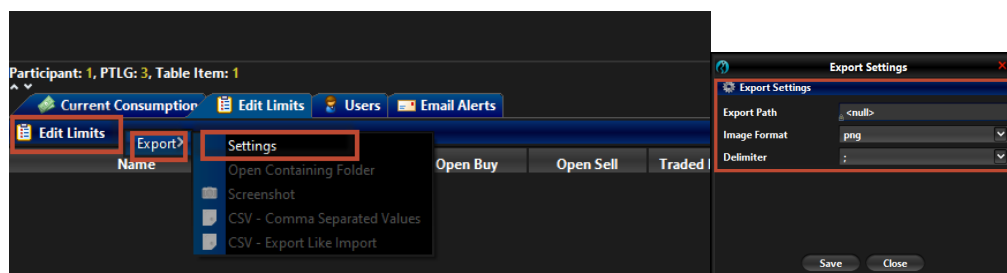 Participant: 1, PTLG: 3, Table Item: 1
Current Consumption Edit Limits Users Email Alerts
Edit Limits
Export>
Name Open Buy Open Sell Traded
Settings
Open Containing Folder
Screenshot
CSV - Comma Separated Values
CSV - Export Like Import
Export Settings
Export Settings
Export Path <null>
Image Format png
Delimiter ;
Save Close